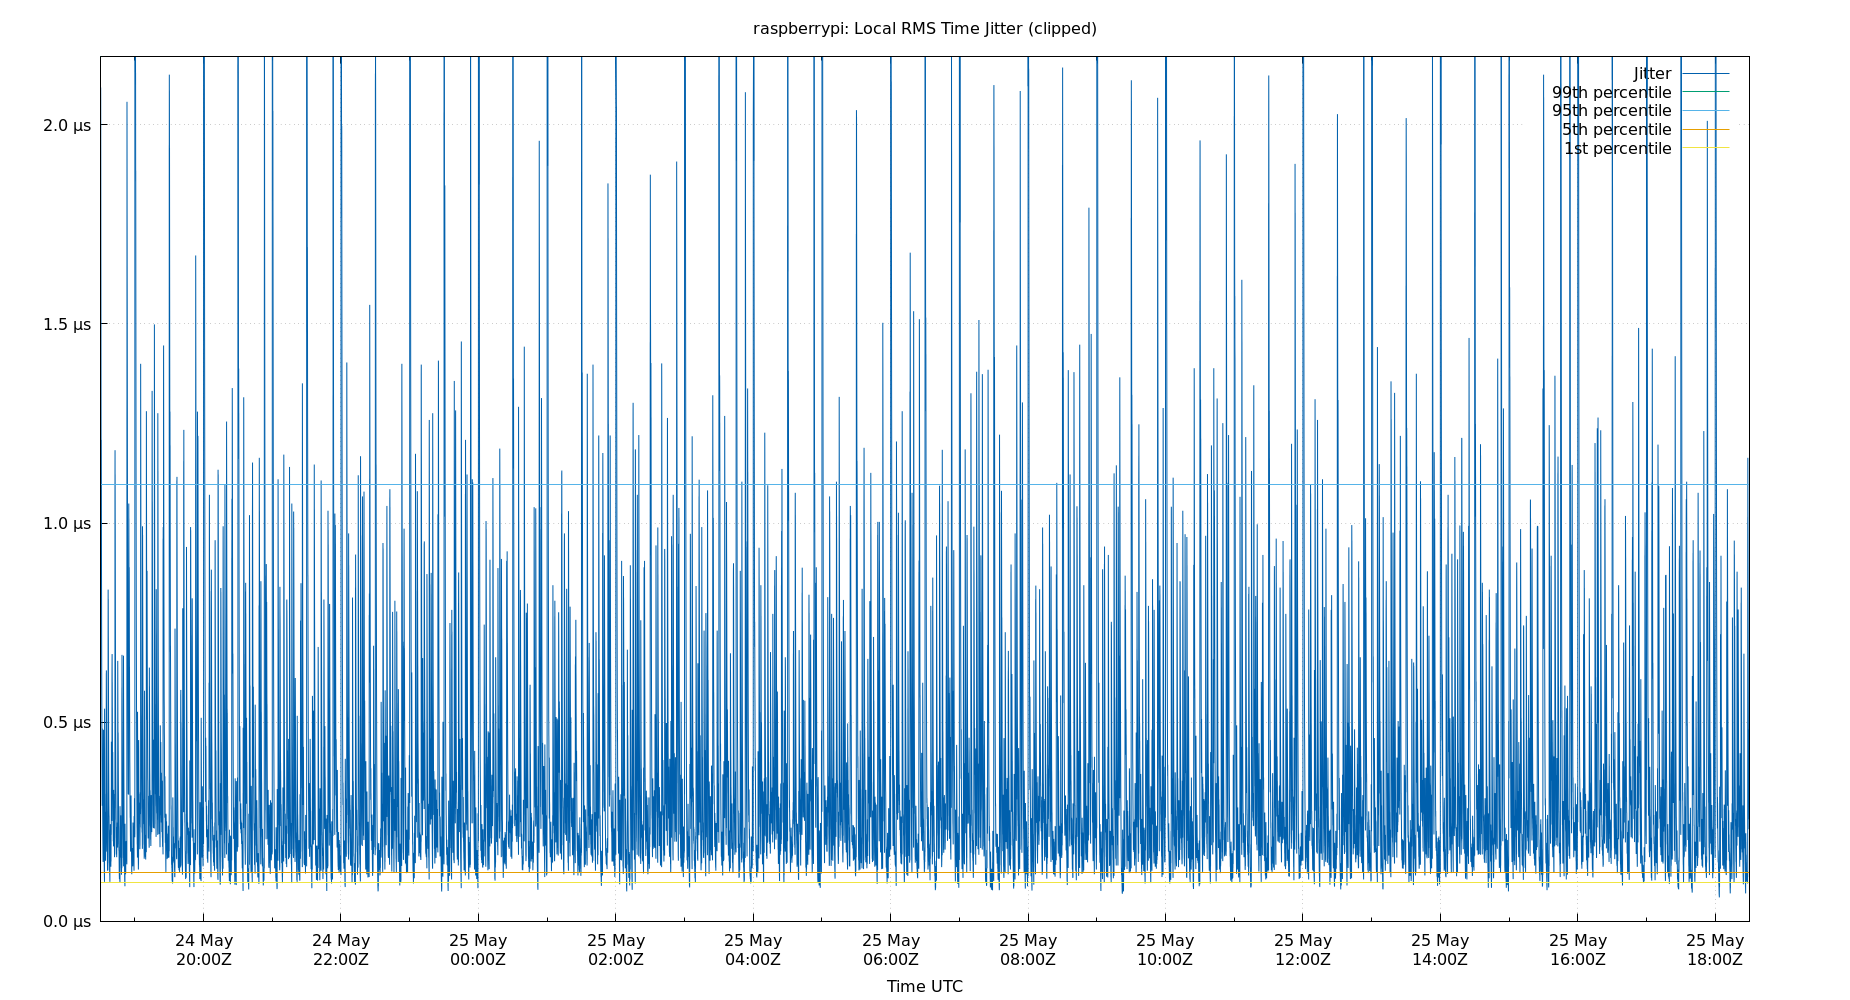 raspberrypi: Local RMS Time Jitter (clipped)
Jitter
99th percentile
95th percentile
5th percentile
1st percentile
2.0 µs
1.5 µs
1.0 µs
0.5 µs
0.0 µs
24 May 24 May 25 May 25 May 25 May 25 May 25 May 25 May 25 May 25 May 25 May 25 May
20:00Z 22:00Z 00:00Z 02:00Z 04:00Z 06:00Z 08:00Z 10:00Z 12:00Z 14:00Z 16:00Z 18:00Z
Time UTC